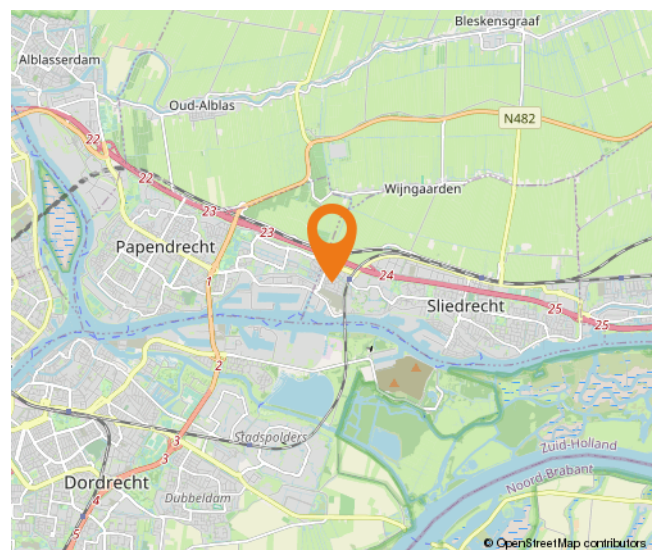 Bleskensgraaf
Alblasserdam
Oud-Alblas
N482
22
22
Wijngaarden
23
23
Papendrecht
24
1
Sliedrecht
25
25
2
Stadspolders
3
3
Zuid-Holland
Noord-Brabant
Dordrecht
Dubbeldam
4
5
© OpenStreetMap contributors